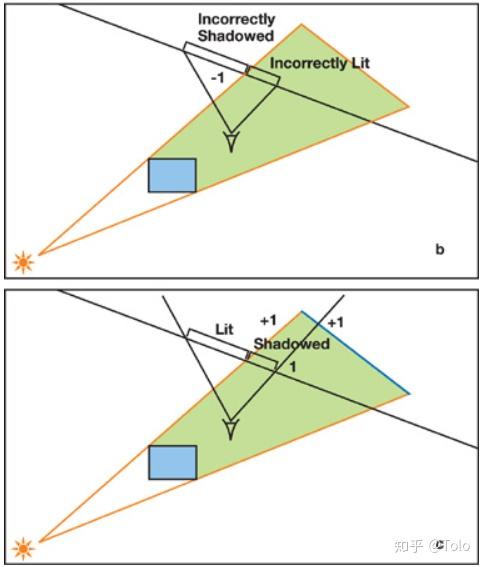 Incorrectly
Shadowed
Incorrectly Lit
-1
b
Lit
+1
+1
Shadowed
1
c
知乎 @Tolo